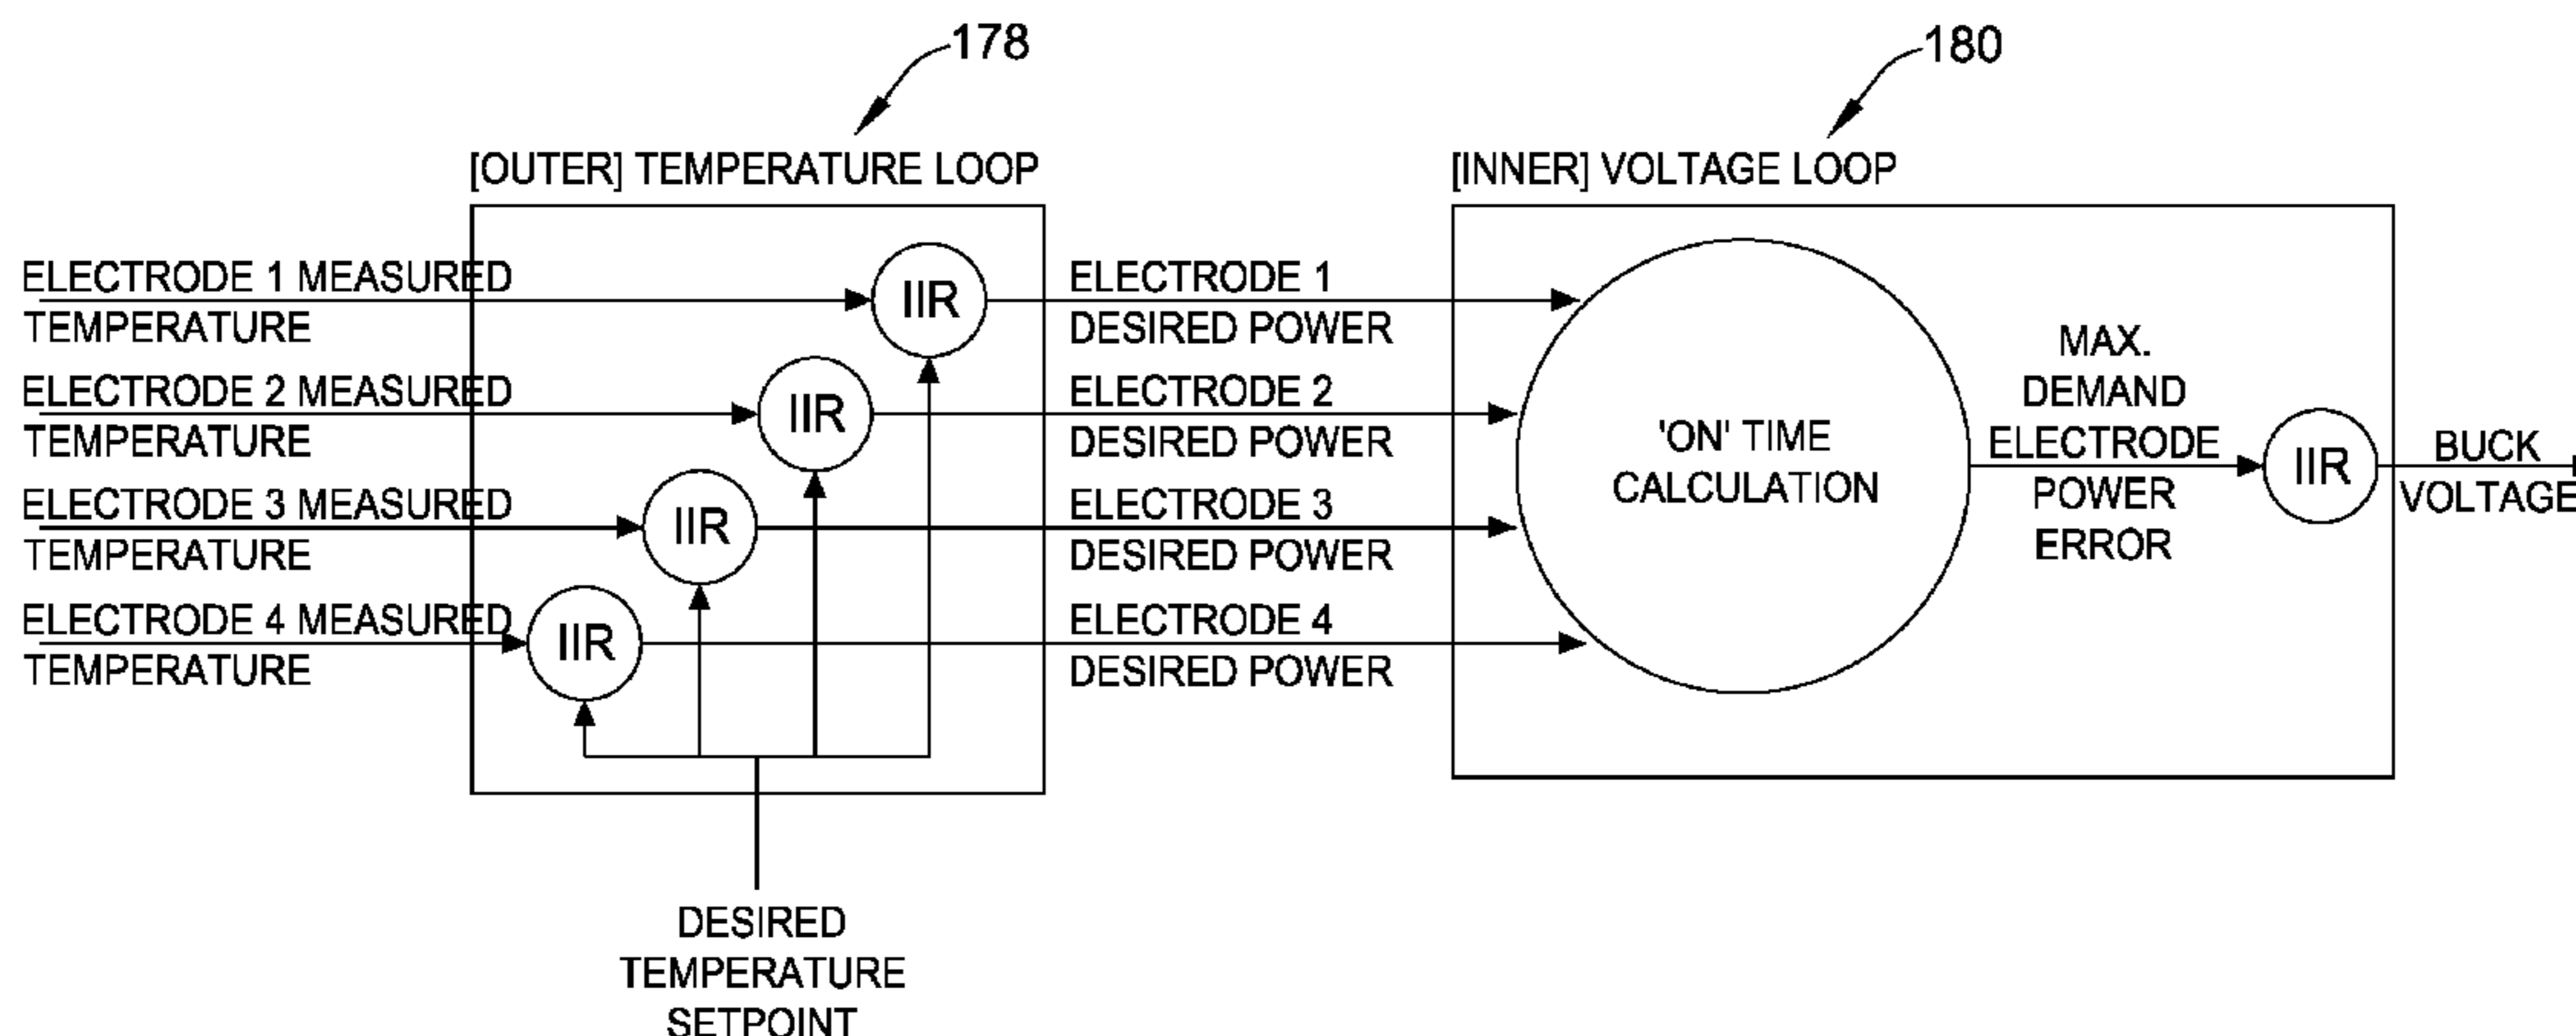 178
180
[OUTER] TEMPERATURE LOOP
[INNER] VOLTAGE LOOP
ELECTRODE 1 MEASURED
TEMPERATURE
IIR
ELECTRODE 1
DESIRED POWER
ELECTRODE 2 MEASURED
TEMPERATURE
IIR
ELECTRODE 2
DESIRED POWER
ELECTRODE 3 MEASURED
TEMPERATURE
IIR
ELECTRODE 3
DESIRED POWER
ELECTRODE 4 MEASURED
TEMPERATURE
IIR
ELECTRODE 4
DESIRED POWER
'ON' TIME
CALCULATION
MAX.
DEMAND
ELECTRODE
POWER
ERROR
IIR
BUCK
VOLTAGE
DESIRED
TEMPERATURE
SETPOINT